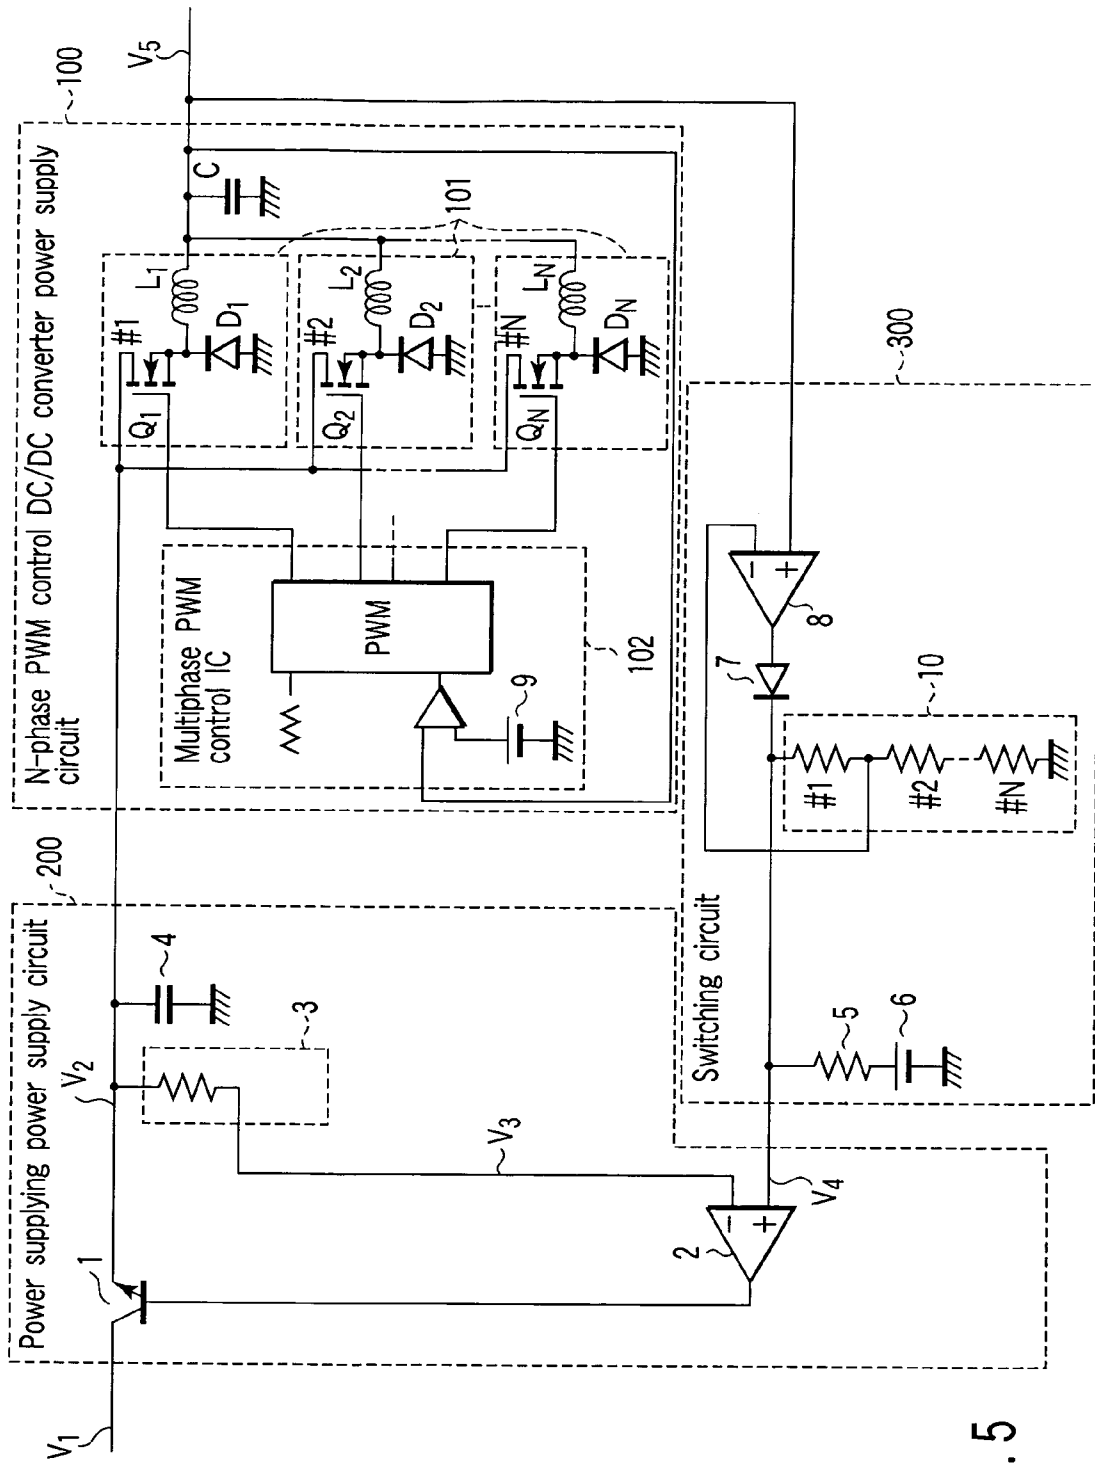 V1
Power supplying power supply circuit
200
1
V2
4
3
V3
2
−
+
V4
N-phase PWM control DC/DC converter power supply
circuit
100
V5
Multiphase PWM
control IC
PWM
9
102
Q1
#1
L1
D1
C
101
Q2
#2
L2
D2
QN
#N
LN
DN
Switching circuit
300
5
6
7
8
−
+
10
#1
#2
#N
.5